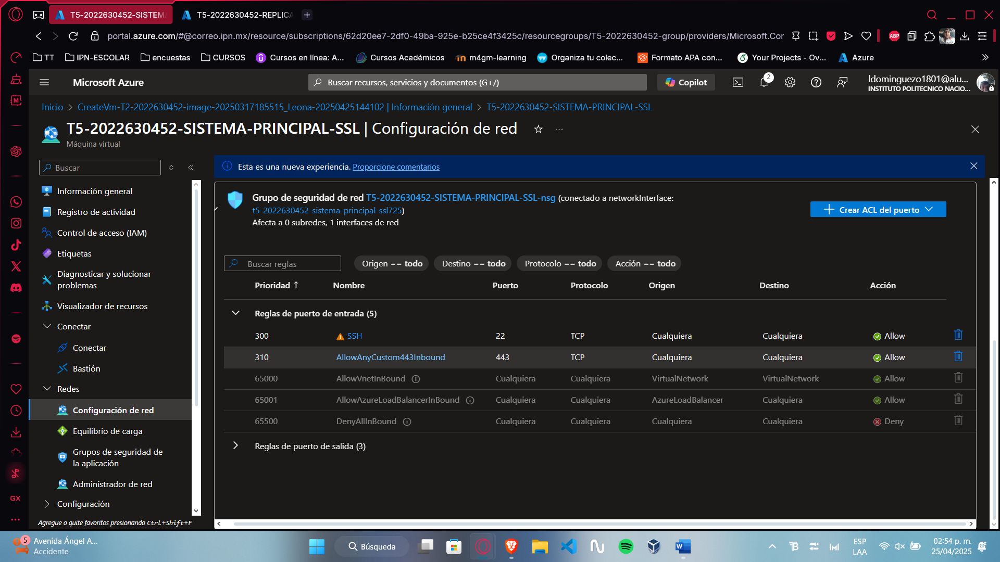 T5-2022630452-SISTEMA
T5-2022630452-REPLICA
portal.azure.com/#@correo.ipn.mx/resource/subscriptions/62d20ee7-2df0-49ba-925e-b25ce4f3425c/resourcegroups/T5-2022630452-group/providers/Microsoft.Cor
ABP
TT
IPN-ESCOLAR
encuestas
CURSOS
Cursos en línea: A...
Cursos Académicos
m4gm-learning
Organiza tu colec...
Formato APA con...
Your Projects - Ov...
Azure
Microsoft Azure
Buscar recursos, servicios y documentos (G+/)
Copilot
2
ldominguezo1801@alu...
INSTITUTO POLITECNICO NACIO...
Inicio > CreateVm-T2-2022630452-image-20250317185515_Leona-20250425144102 | Información general > T5-2022630452-SISTEMA-PRINCIPAL-SSL
T5-2022630452-SISTEMA-PRINCIPAL-SSL | Configuración de red
Máquina virtual
Buscar
Esta es una nueva experiencia. Proporcione comentarios
Información general
Registro de actividad
Control de acceso (IAM)
Etiquetas
Diagnosticar y solucionar
problemas
Visualizador de recursos
Conectar
Conectar
Bastión
Redes
Configuración de red
Equilibrio de carga
Grupos de seguridad de
la aplicación
Administrador de red
Configuración
Agregue o quite favoritos presionando Ctrl+Shift+F
Grupo de seguridad de red T5-2022630452-SISTEMA-PRINCIPAL-SSL-nsg (conectado a networkInterface:
t5-2022630452-sistema-principal-ssl725)
Afecta a 0 subredes, 1 interfaces de red
Crear ACL del puerto
Buscar reglas
Origen == todo
Destino == todo
Protocolo == todo
Acción == todo
Prioridad ↑ Nombre Puerto Protocolo Origen Destino Acción
Reglas de puerto de entrada (5)
300 SSH 22 TCP Cualquiera Cualquiera Allow
310 AllowAnyCustom443Inbound 443 TCP Cualquiera Cualquiera Allow
65000 AllowVnetInBound Cualquiera Cualquiera VirtualNetwork VirtualNetwork Allow
65001 AllowAzureLoadBalancerInBound Cualquiera Cualquiera AzureLoadBalancer Cualquiera Allow
65500 DenyAllInBound Cualquiera Cualquiera Cualquiera Cualquiera Deny
Reglas de puerto de salida (3)
GX
5
Avenida Ángel A...
Accidente
Búsqueda
ESP
LAA
02:54 p. m.
25/04/2025